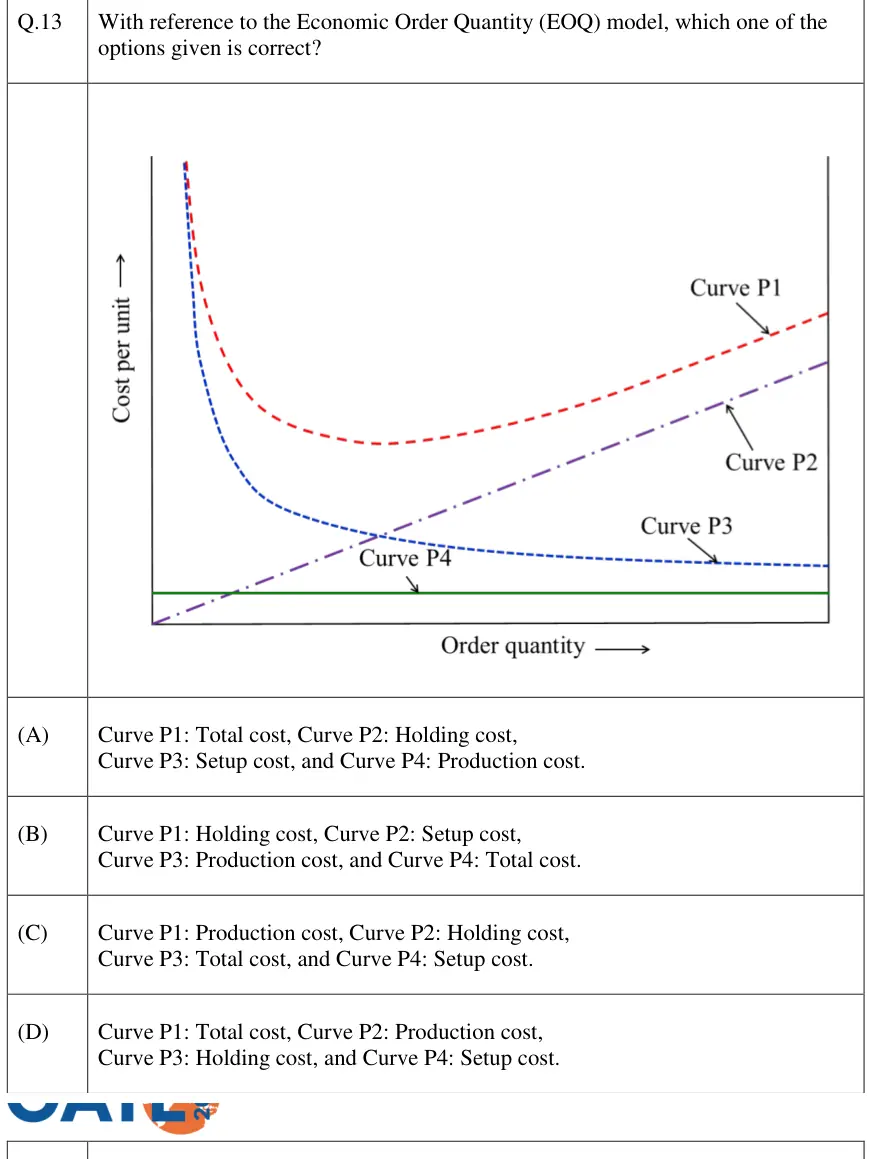 Q.13 With reference to the Economic Order Quantity (EOQ) model, which one of the
options given is correct?
Cost per unit
Curve P1
Curve P2
Curve P3
Curve P4
Order quantity
(A) Curve P1: Total cost, Curve P2: Holding cost,
Curve P3: Setup cost, and Curve P4: Production cost.
(B) Curve P1: Holding cost, Curve P2: Setup cost,
Curve P3: Production cost, and Curve P4: Total cost.
(C) Curve P1: Production cost, Curve P2: Holding cost,
Curve P3: Total cost, and Curve P4: Setup cost.
(D) Curve P1: Total cost, Curve P2: Production cost,
Curve P3: Holding cost, and Curve P4: Setup cost.